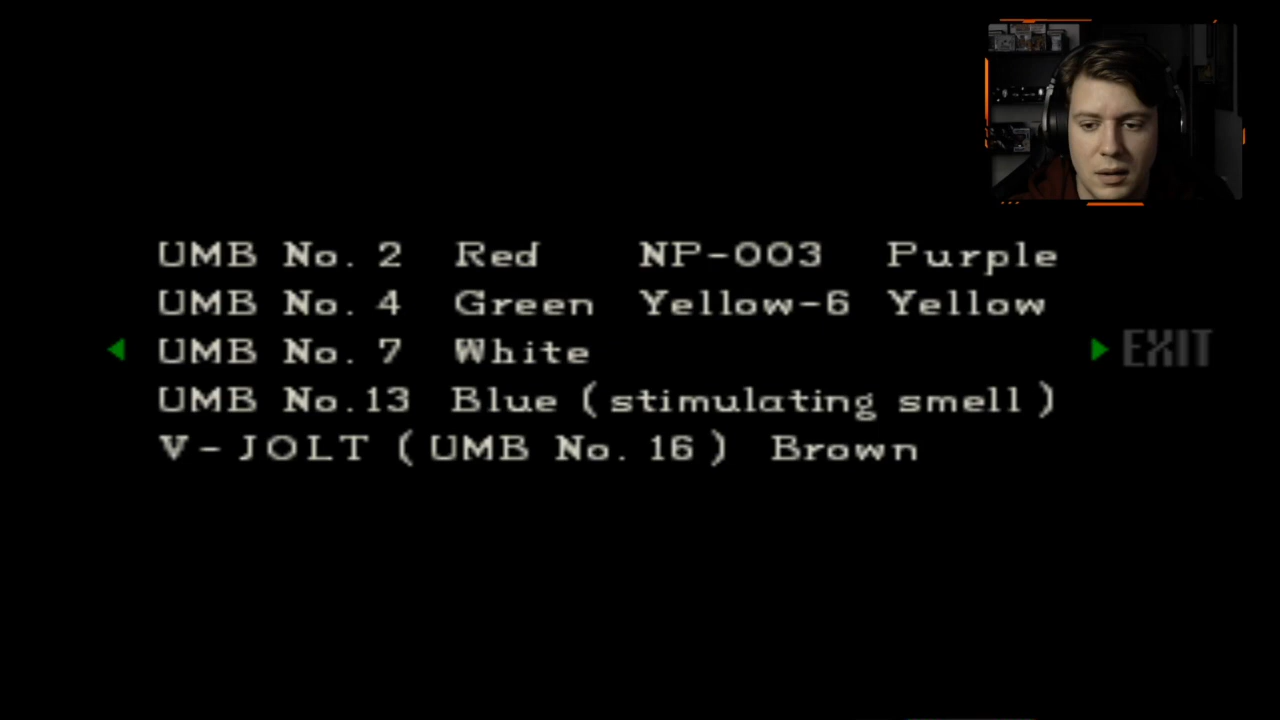 UMB No. 2 Red NP-003 Purple
UMB No. 4 Green Yellow-6 Yellow
UMB No. 7 White
EXIT
UMB No.13 Blue (stimulating smell)
V-JOLT (UMB No. 16) Brown